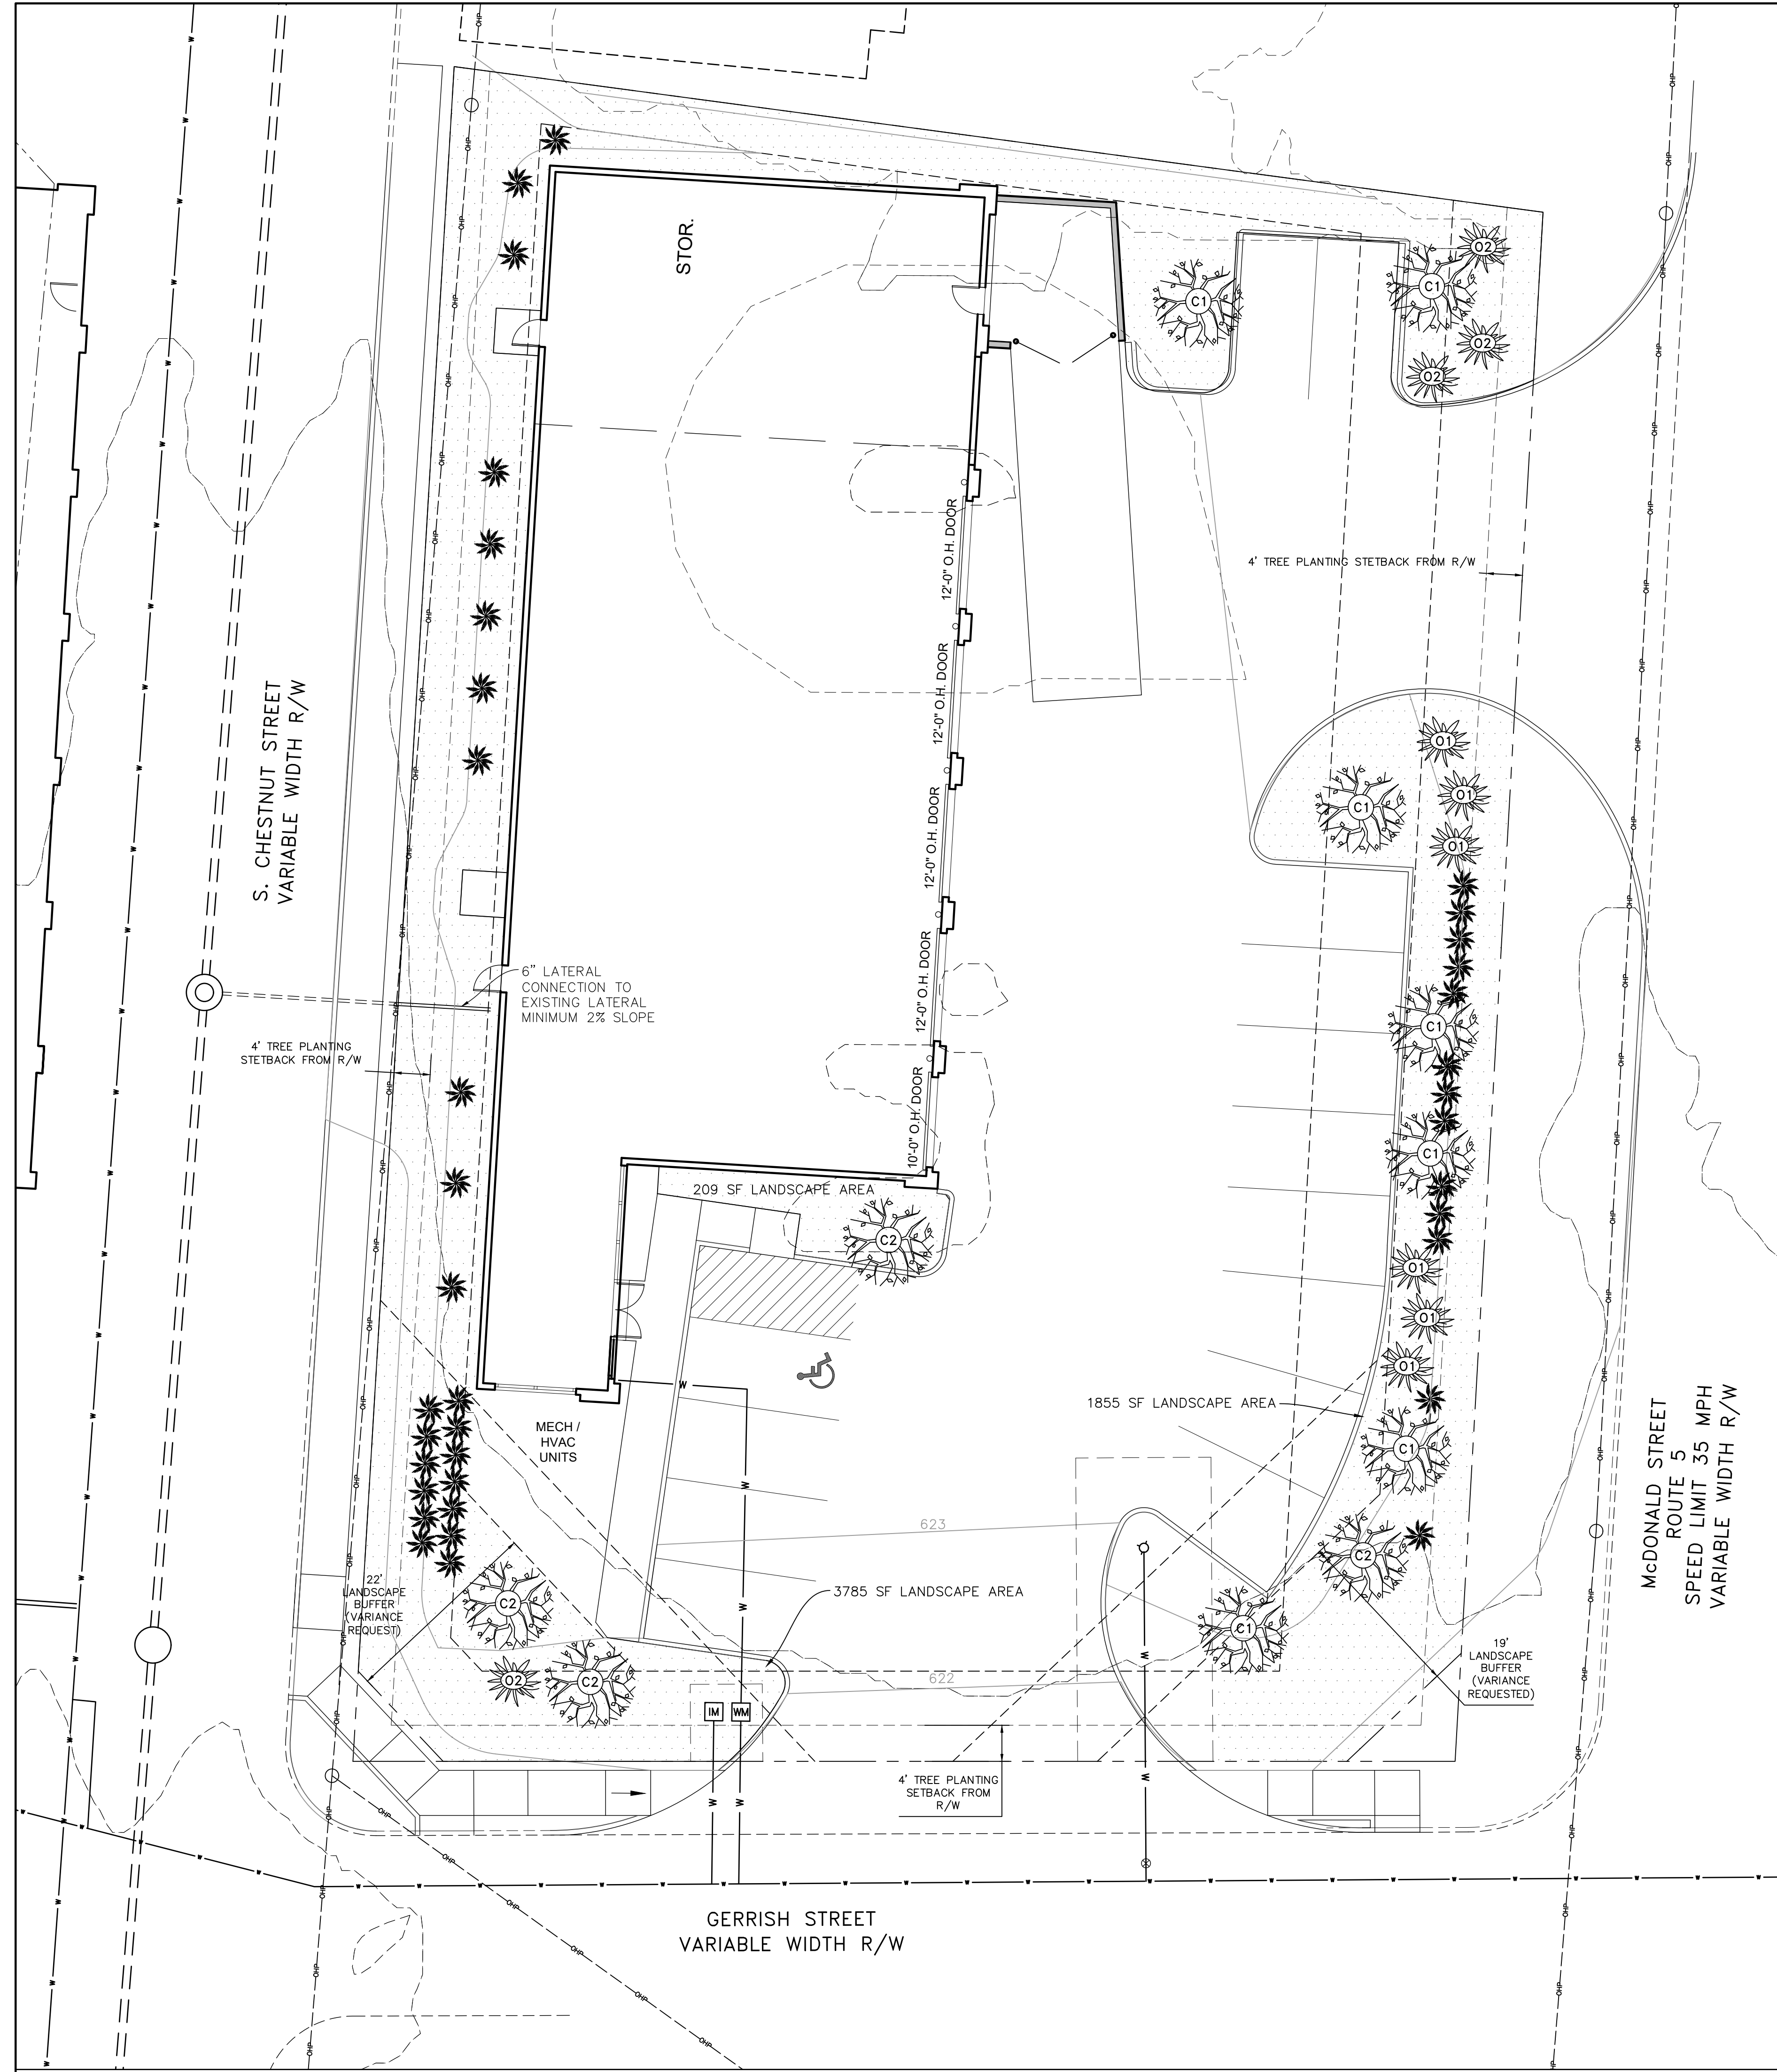 STOR.
C1
C1
O2
O2
O2
12'-0" O.H. DOOR
4' TREE PLANTING STETBACK FROM R/W
12'-0" O.H. DOOR
S. CHESTNUT STREET
VARIABLE WIDTH R/W
O1
O1
O1
C1
12'-0" O.H. DOOR
6" LATERAL
CONNECTION TO
EXISTING LATERAL
MINIMUM 2% SLOPE
12'-0" O.H. DOOR
C1
4' TREE PLANTING
STETBACK FROM R/W
10'-0" O.H. DOOR
C1
209 SF LANDSCAPE AREA
C2
O1
O1
O1
1855 SF LANDSCAPE AREA
MECH /
HVAC
UNITS
W
C1
McDONALD STREET
ROUTE 5
SPEED LIMIT 35 MPH
VARIABLE WIDTH R/W
W
623
C2
22'
LANDSCAPE
BUFFER
(VARIANCE
REQUEST)
C2
3785 SF LANDSCAPE AREA
W
C1
W
O2
C2
622
19'
LANDSCAPE
BUFFER
(VARIANCE
REQUESTED)
IM
WM
4' TREE PLANTING
SETBACK FROM
R/W
W
W
W
OHP
OHP
OHP
GERRISH STREET
VARIABLE WIDTH R/W
OHP
OHP